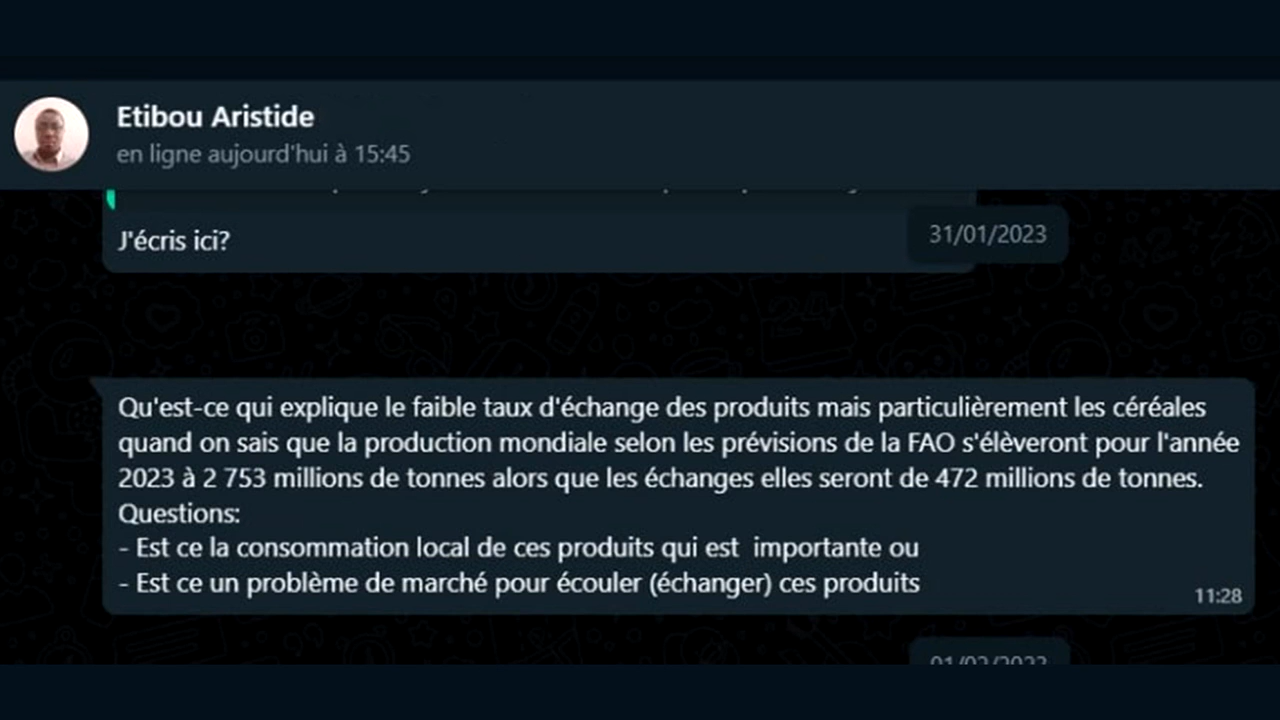 Etibou Aristide
en ligne aujourd'hui à 15:45
J'écris ici?
31/01/2023
Qu'est-ce qui explique le faible taux d'échange des produits mais particulièrement les céréales
quand on sais que la production mondiale selon les prévisions de la FAO s'élèveront pour l'année
2023 à 2 753 millions de tonnes alors que les échanges elles seront de 472 millions de tonnes.
Questions:
- Est ce la consommation local de ces produits qui est  importante ou
- Est ce un problème de marché pour écouler (échanger) ces produits
11:28
01/02/2023